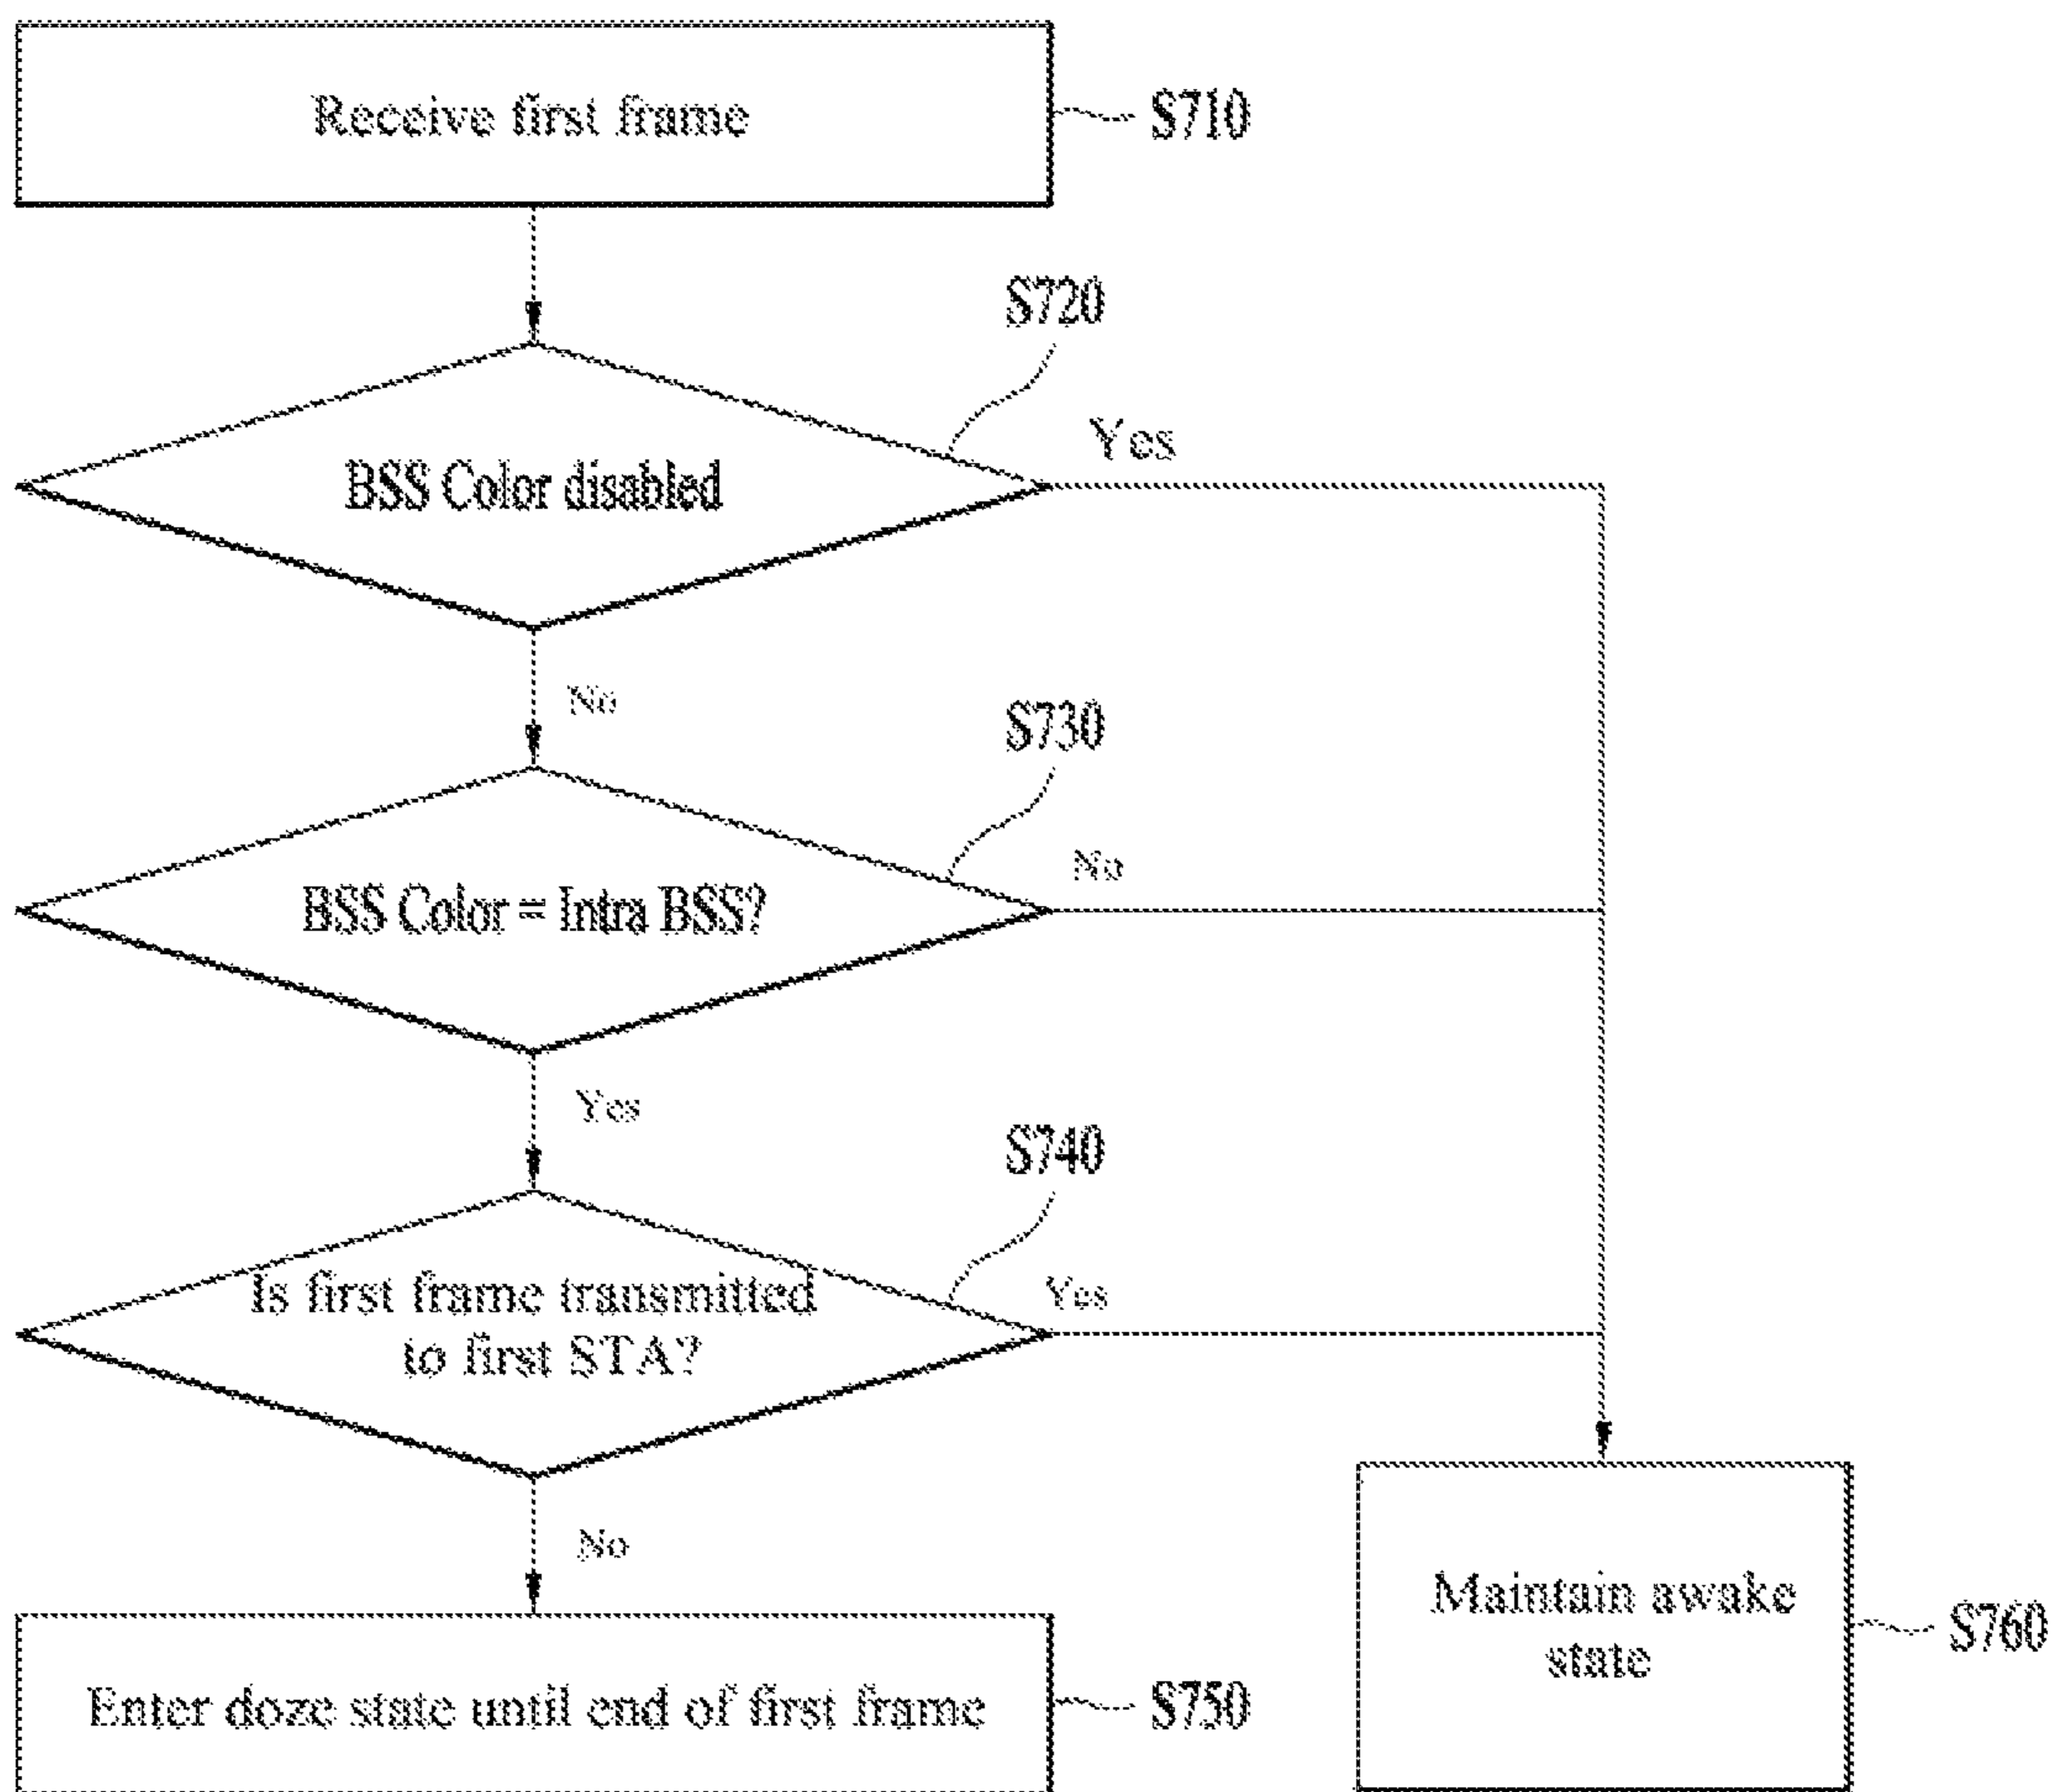 Receive first frame
S710
S720
BSS Color disabled
Yes
No
S730
BSS Color = Intra BSS?
No
Yes
S740
Is first frame transmitted
to first STA?
Yes
No
Enter doze state until end of first frame
S750
Maintain awake
state
S760